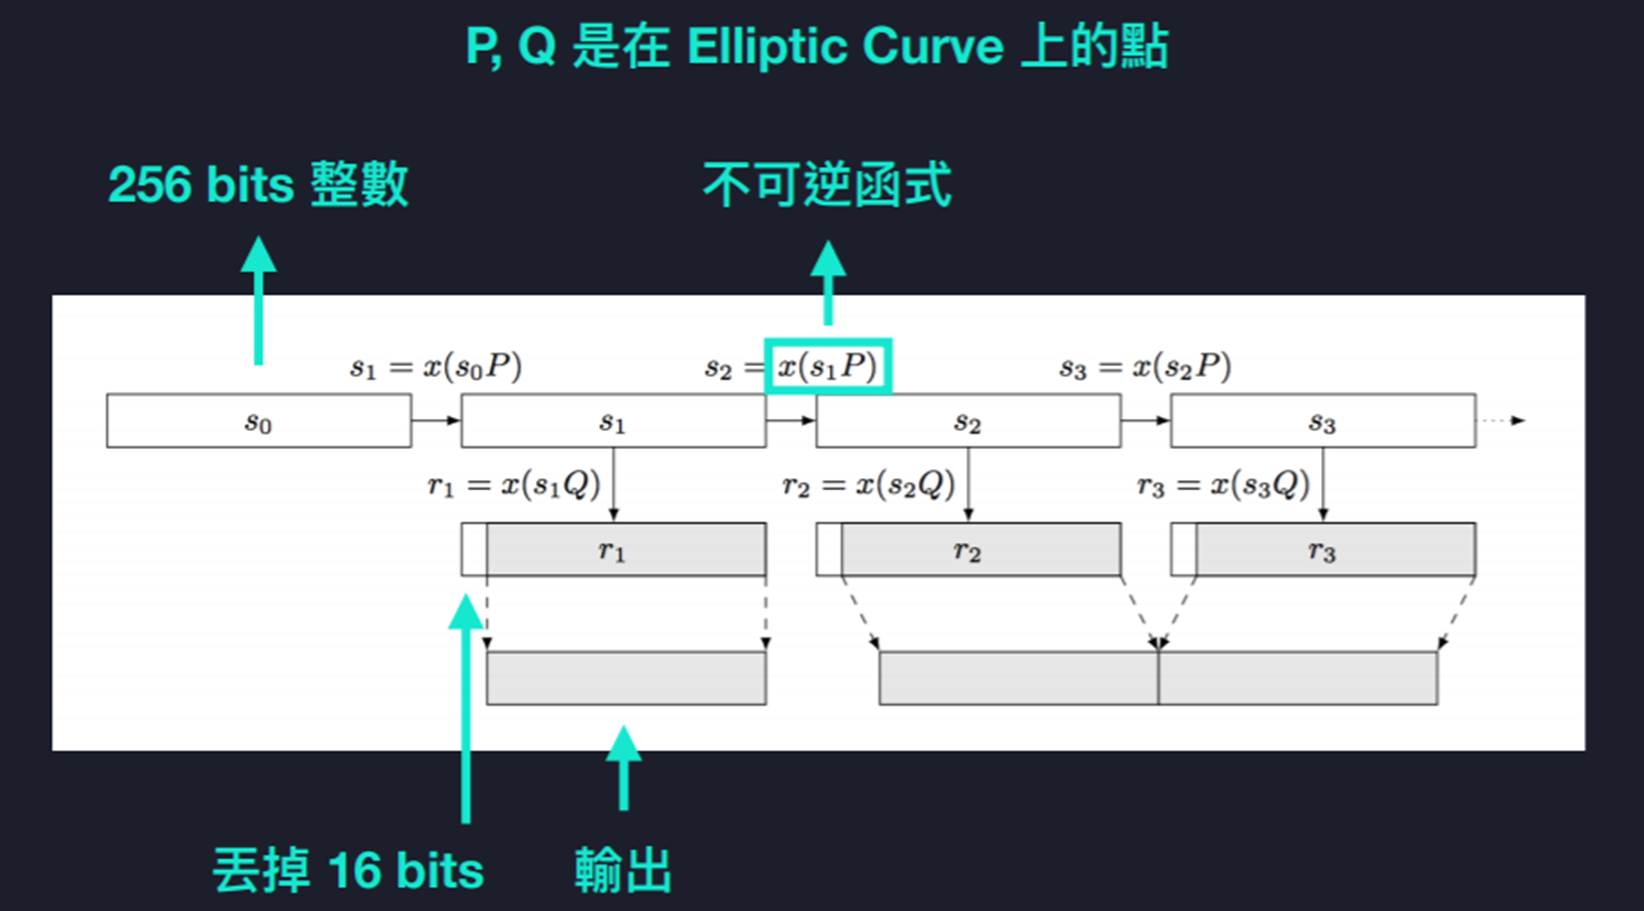 P, Q 是在 Elliptic Curve 上的點
256 bits 整數
不可逆函式
s₁ = x(s₀P)
s₂ = x(s₁P)
s₃ = x(s₂P)
s₀
s₁
s₂
s₃
r₁ = x(s₁Q)
r₂ = x(s₂Q)
r₃ = x(s₃Q)
r₁
r₂
r₃
丟掉 16 bits
輸出